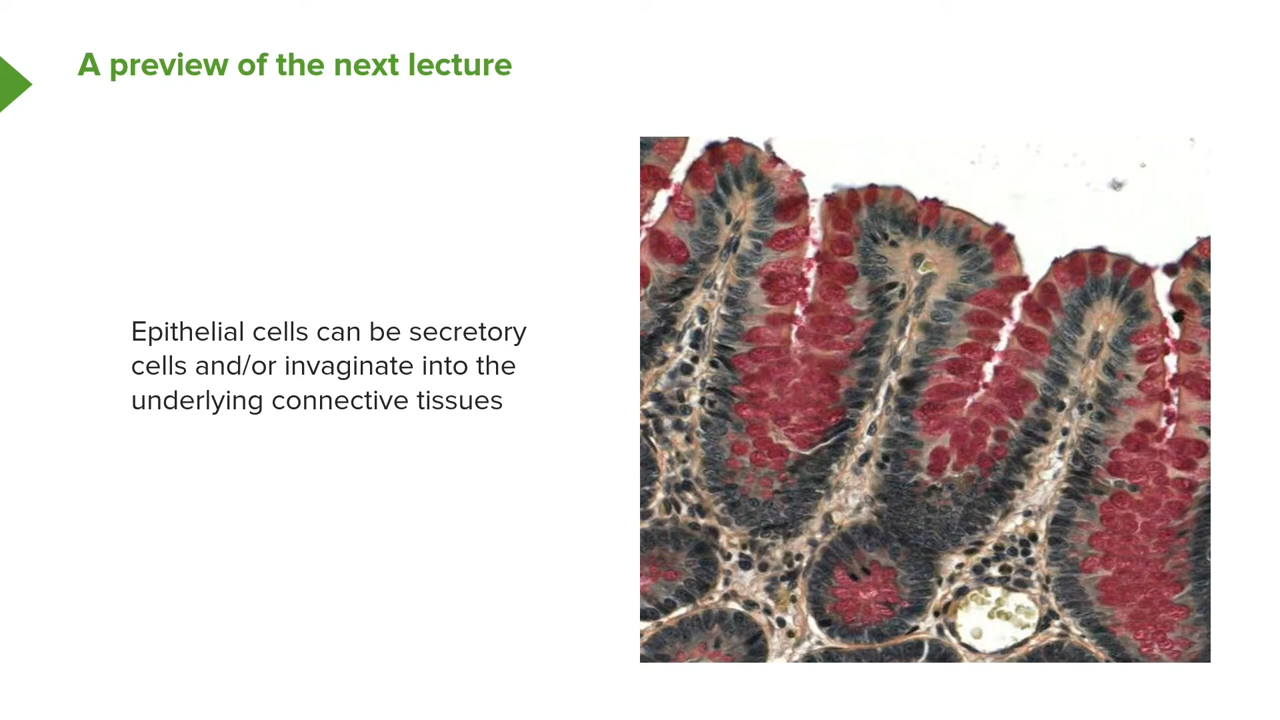 A preview of the next lecture
Epithelial cells can be secretory
cells and/or invaginate into the
underlying connective tissues